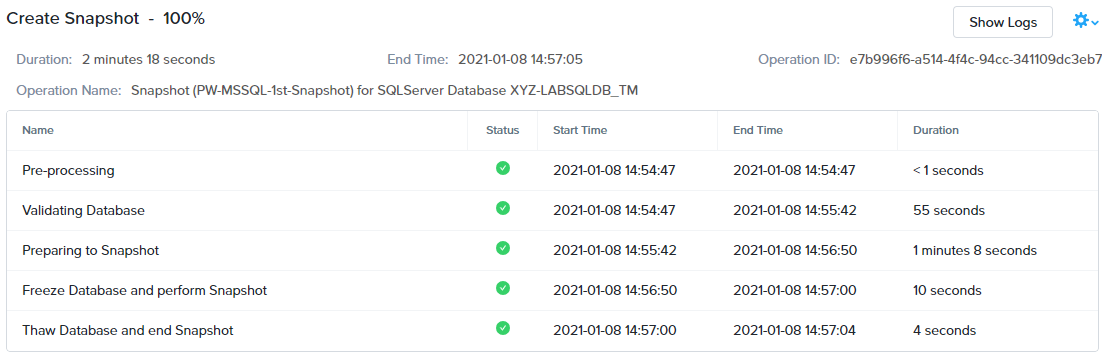 Create Snapshot - 100%
Show Logs
Duration: 2 minutes 18 seconds End Time: 2021-01-08 14:57:05 Operation ID: e7b996f6-a514-4f4c-94cc-341109dc3eb7
Operation Name: Snapshot (PW-MSSQL-1st-Snapshot) for SQLServer Database XYZ-LABSQLDB_TM
Name Status Start Time End Time Duration
Pre-processing 2021-01-08 14:54:47 2021-01-08 14:54:47 < 1 seconds
Validating Database 2021-01-08 14:54:47 2021-01-08 14:55:42 55 seconds
Preparing to Snapshot 2021-01-08 14:55:42 2021-01-08 14:56:50 1 minutes 8 seconds
Freeze Database and perform Snapshot 2021-01-08 14:56:50 2021-01-08 14:57:00 10 seconds
Thaw Database and end Snapshot 2021-01-08 14:57:00 2021-01-08 14:57:04 4 seconds